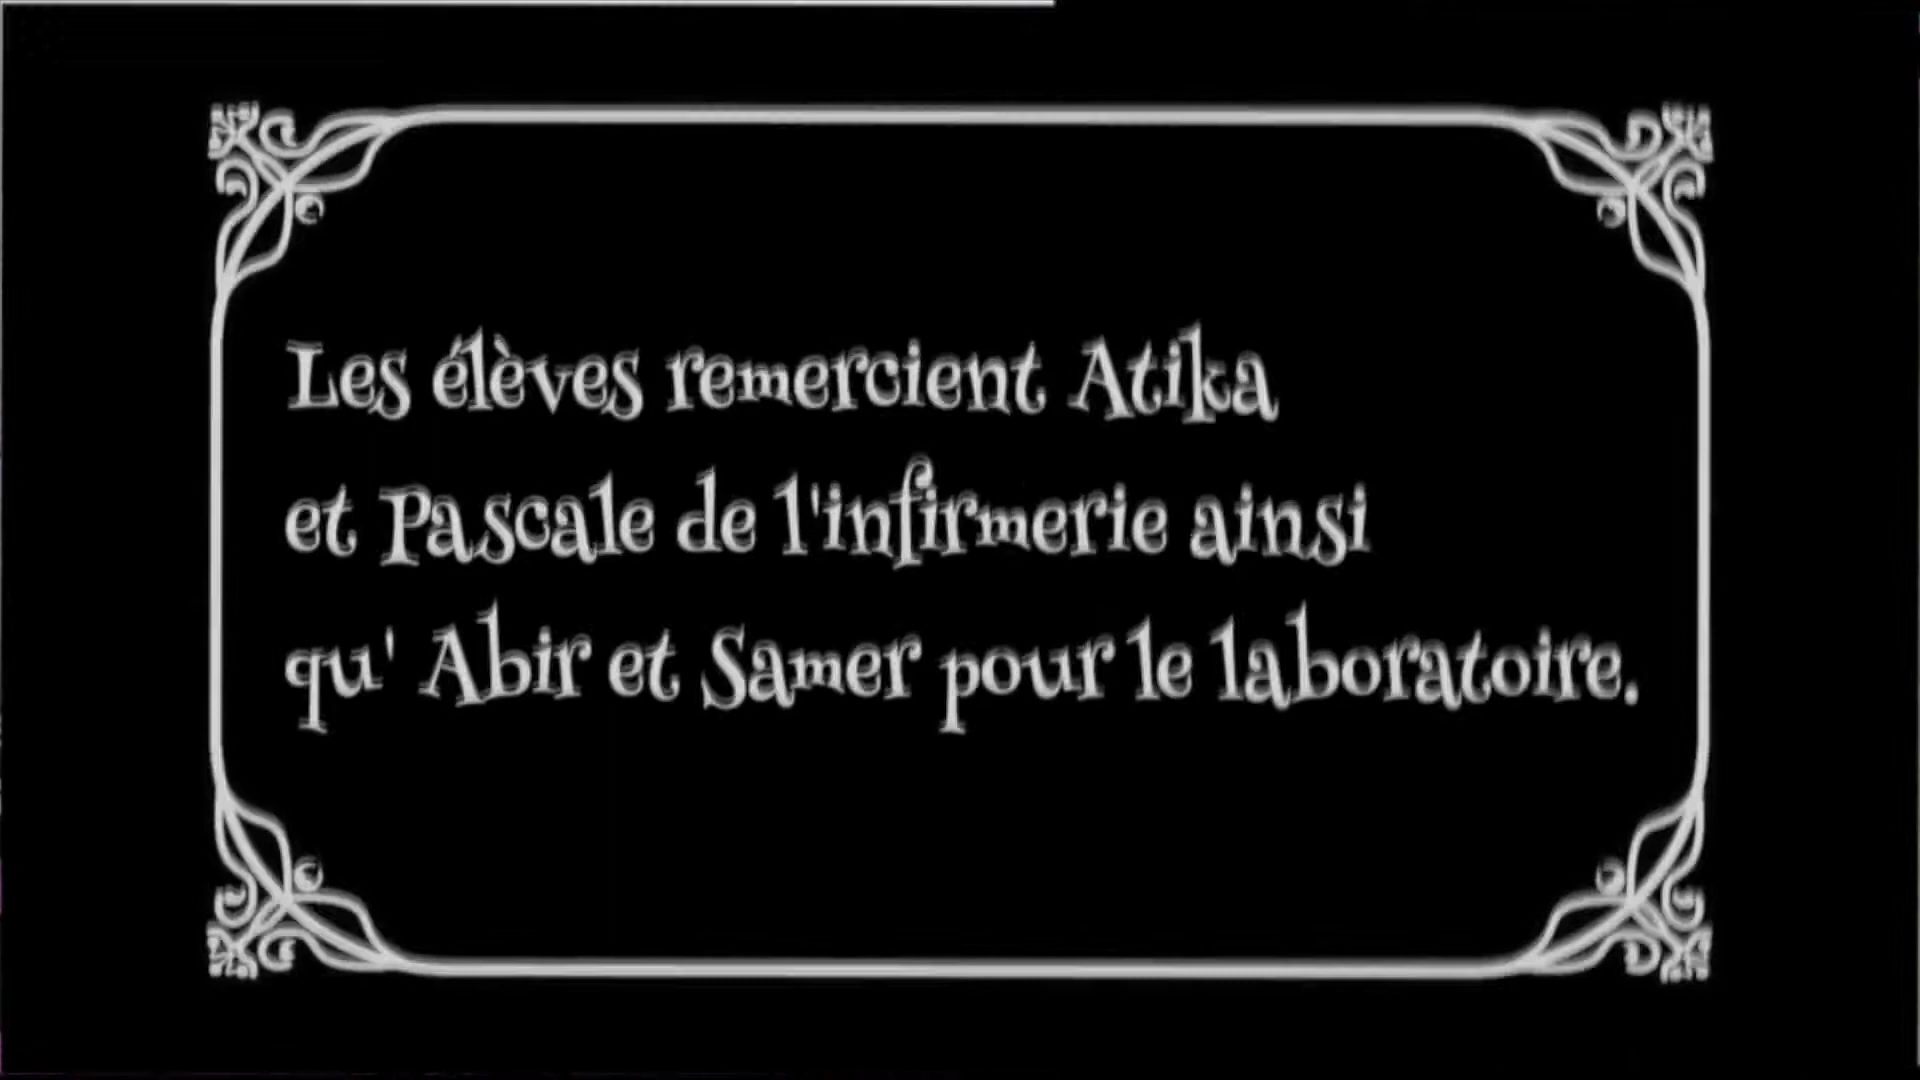 Les élèves remercient Atika
et Pascale de l'infirmerie ainsi
qu' Abir et Samer pour le laboratoire.